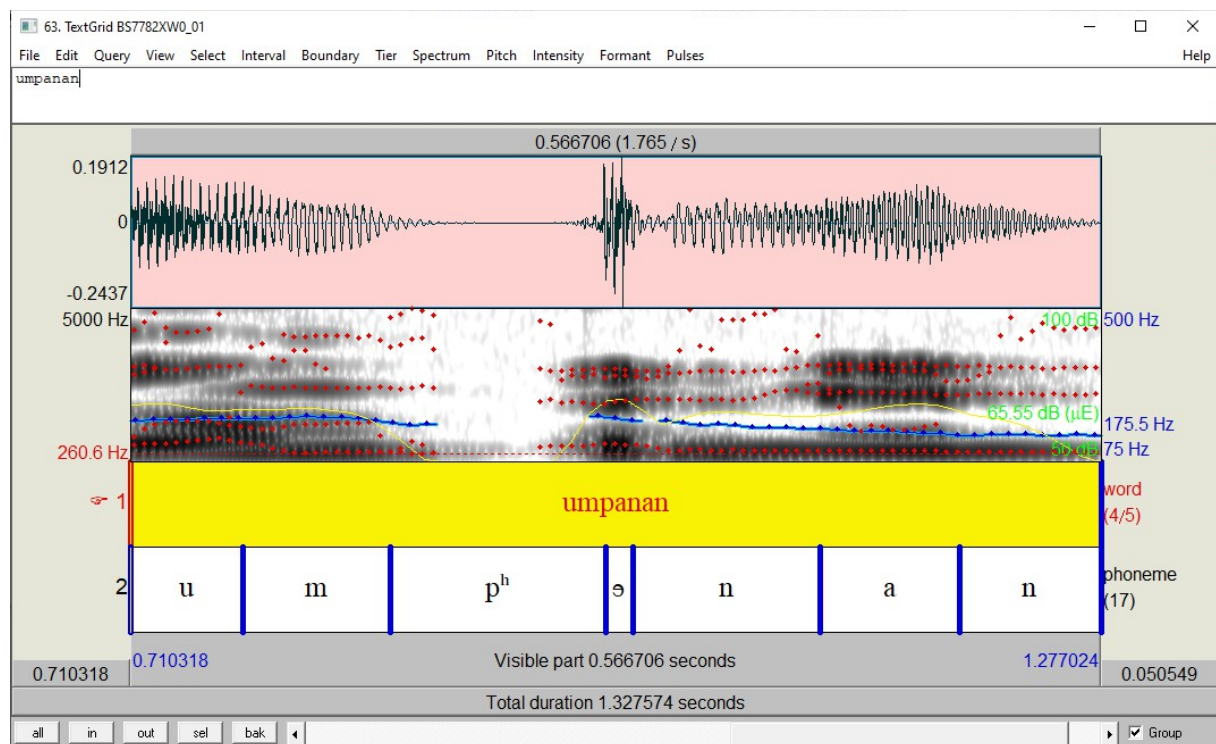 63. TextGrid BS7782XW0_01
File Edit Query View Select Interval Boundary Tier Spectrum Pitch Intensity Formant Pulses Help
umpanan
0.566706 (1.765 / s)
0.1912
0
-0.2437
5000 Hz
100 dB 500 Hz
65.55 dB (µE)
175.5 Hz
260.6 Hz
50 dB 75 Hz
☞ 1
umpanan
word
(4/5)
2
u m pʰ ɘ n a n
phoneme
(17)
0.710318
0.710318 Visible part 0.566706 seconds 1.277024
0.050549
Total duration 1.327574 seconds
all in out sel bak Group